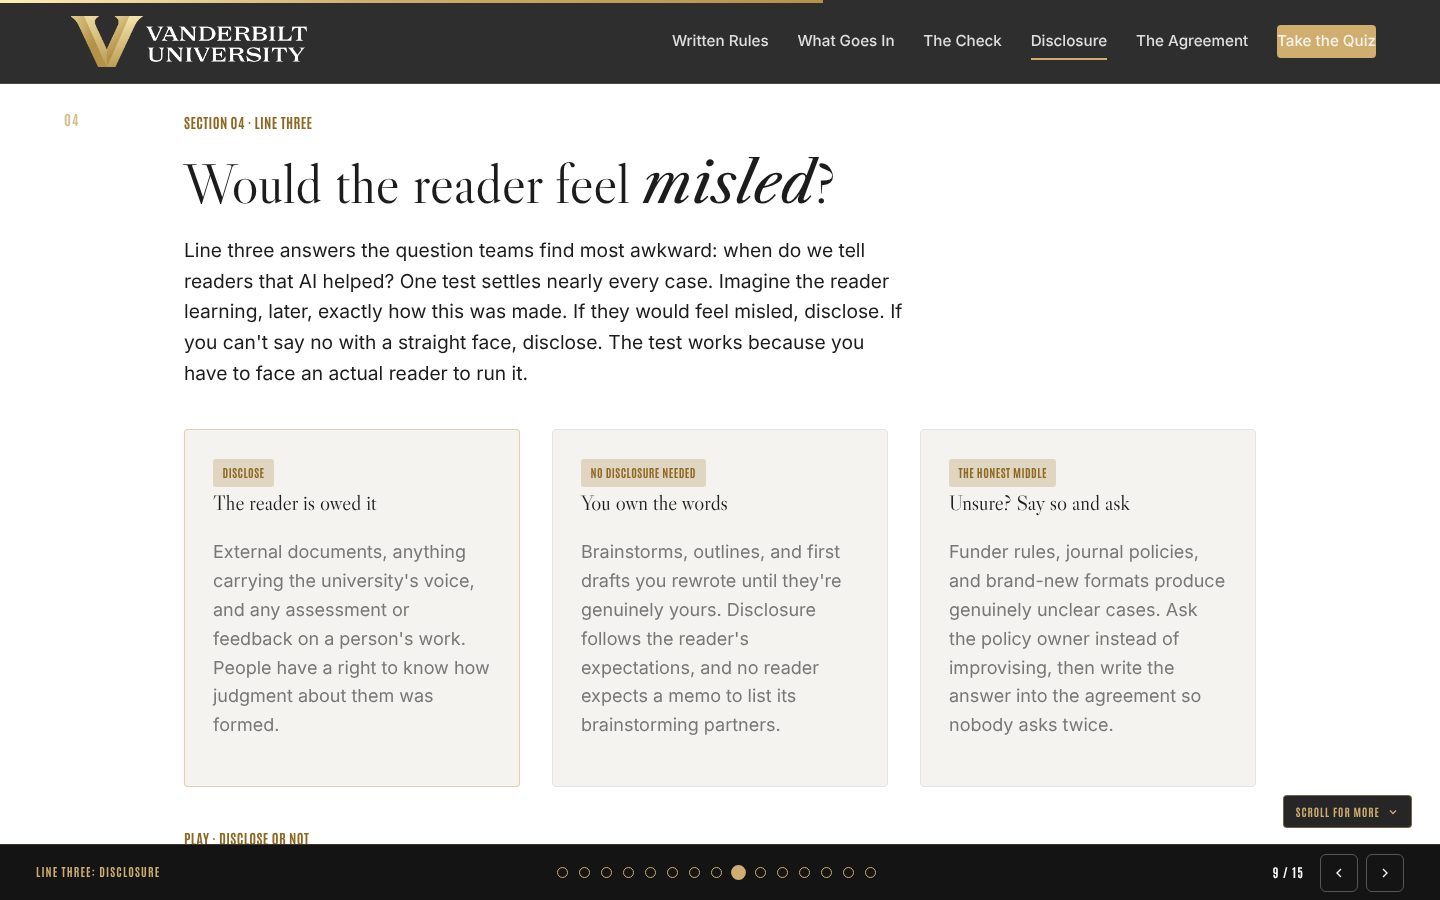 VANDERBILT
UNIVERSITY
Written Rules
What Goes In
The Check
Disclosure
The Agreement
Take the Quiz
04
SECTION 04 · LINE THREE
Would the reader feel misled?
Line three answers the question teams find most awkward: when do we tell
readers that AI helped? One test settles nearly every case. Imagine the reader
learning, later, exactly how this was made. If they would feel misled, disclose. If
you can't say no with a straight face, disclose. The test works because you
have to face an actual reader to run it.
DISCLOSE
The reader is owed it
External documents, anything
carrying the university's voice,
and any assessment or
feedback on a person's work.
People have a right to know how
judgment about them was
formed.
NO DISCLOSURE NEEDED
You own the words
Brainstorms, outlines, and first
drafts you rewrote until they're
genuinely yours. Disclosure
follows the reader's
expectations, and no reader
expects a memo to list its
brainstorming partners.
THE HONEST MIDDLE
Unsure? Say so and ask
Funder rules, journal policies,
and brand-new formats produce
genuinely unclear cases. Ask
the policy owner instead of
improvising, then write the
answer into the agreement so
nobody asks twice.
SCROLL FOR MORE
PLAY · DISCLOSE OR NOT
LINE THREE: DISCLOSURE
9 / 15